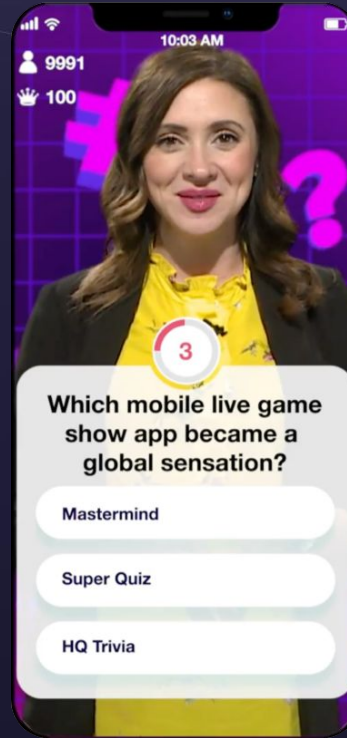 10:03 AM
9991
100
?
3
Which mobile live game
show app became a
global sensation?
Mastermind
Super Quiz
HQ Trivia